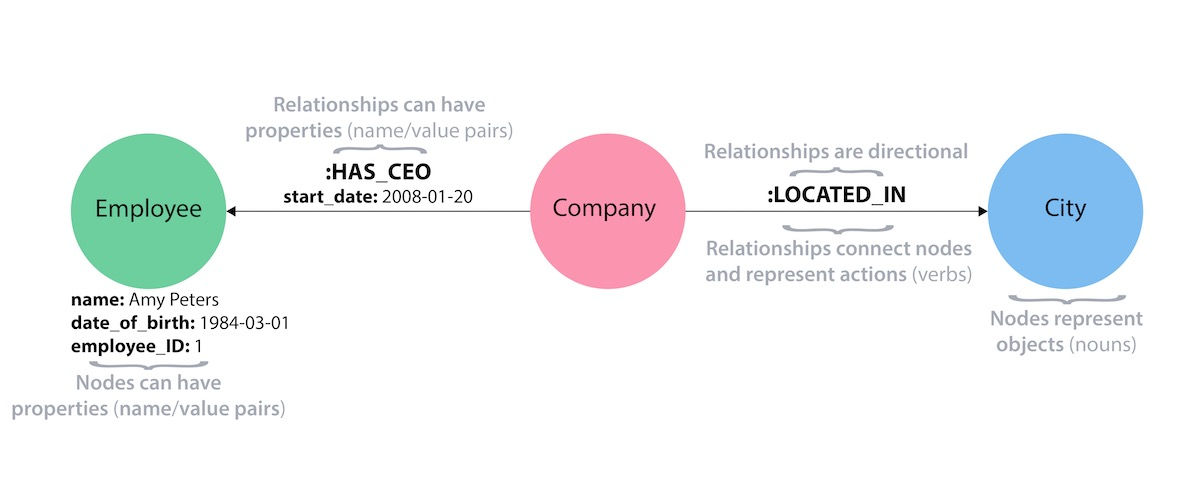 Relationships can have
properties (name/value pairs)
:HAS_CEO
start_date: 2008-01-20
Employee
name: Amy Peters
date_of_birth: 1984-03-01
employee_ID: 1
Nodes can have
properties (name/value pairs)
Company
Relationships are directional
:LOCATED_IN
Relationships connect nodes
and represent actions (verbs)
City
Nodes represent
objects (nouns)